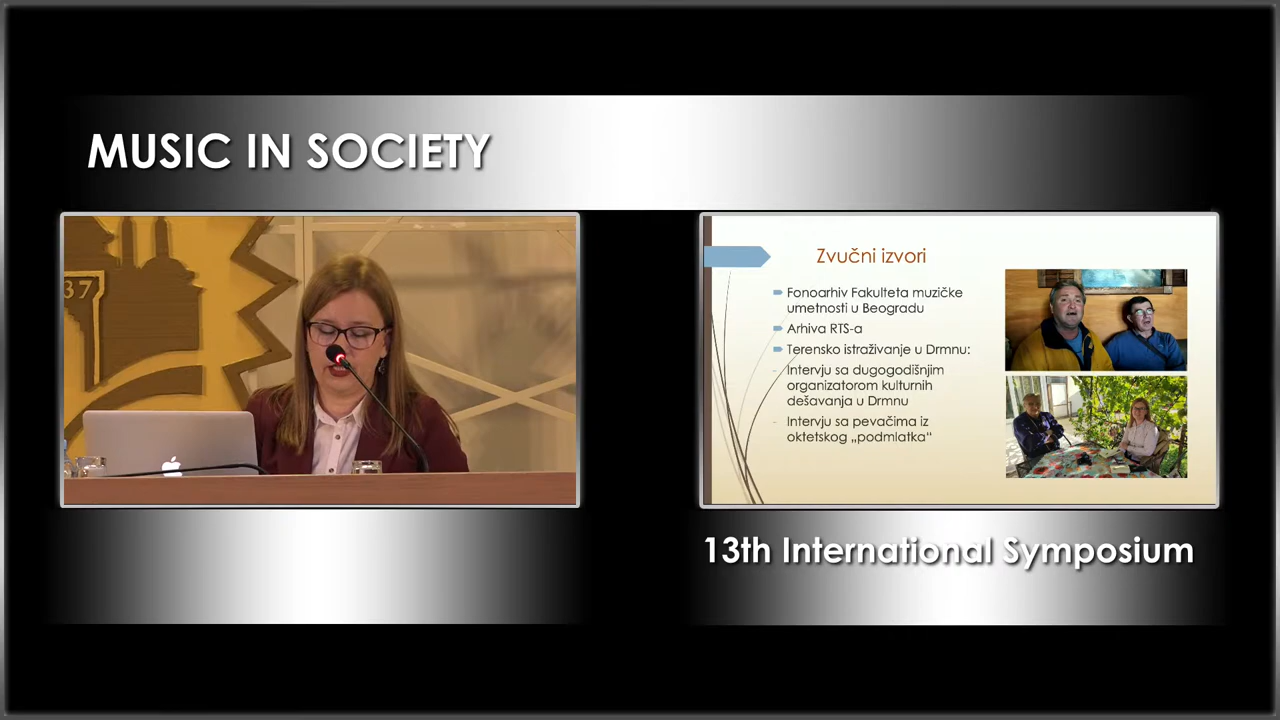 MUSIC IN SOCIETY
37
Zvučni izvori
Fonoarhiv Fakulteta muzičke
umetnosti u Beogradu
Arhiva RTS-a
Terensko istraživanje u Drmnu:
- Intervju sa dugogodišnjim
organizatorom kulturnih
dešavanja u Drmnu
- Intervju sa pevačima iz
oktetskog „podmlatka“
13th International Symposium